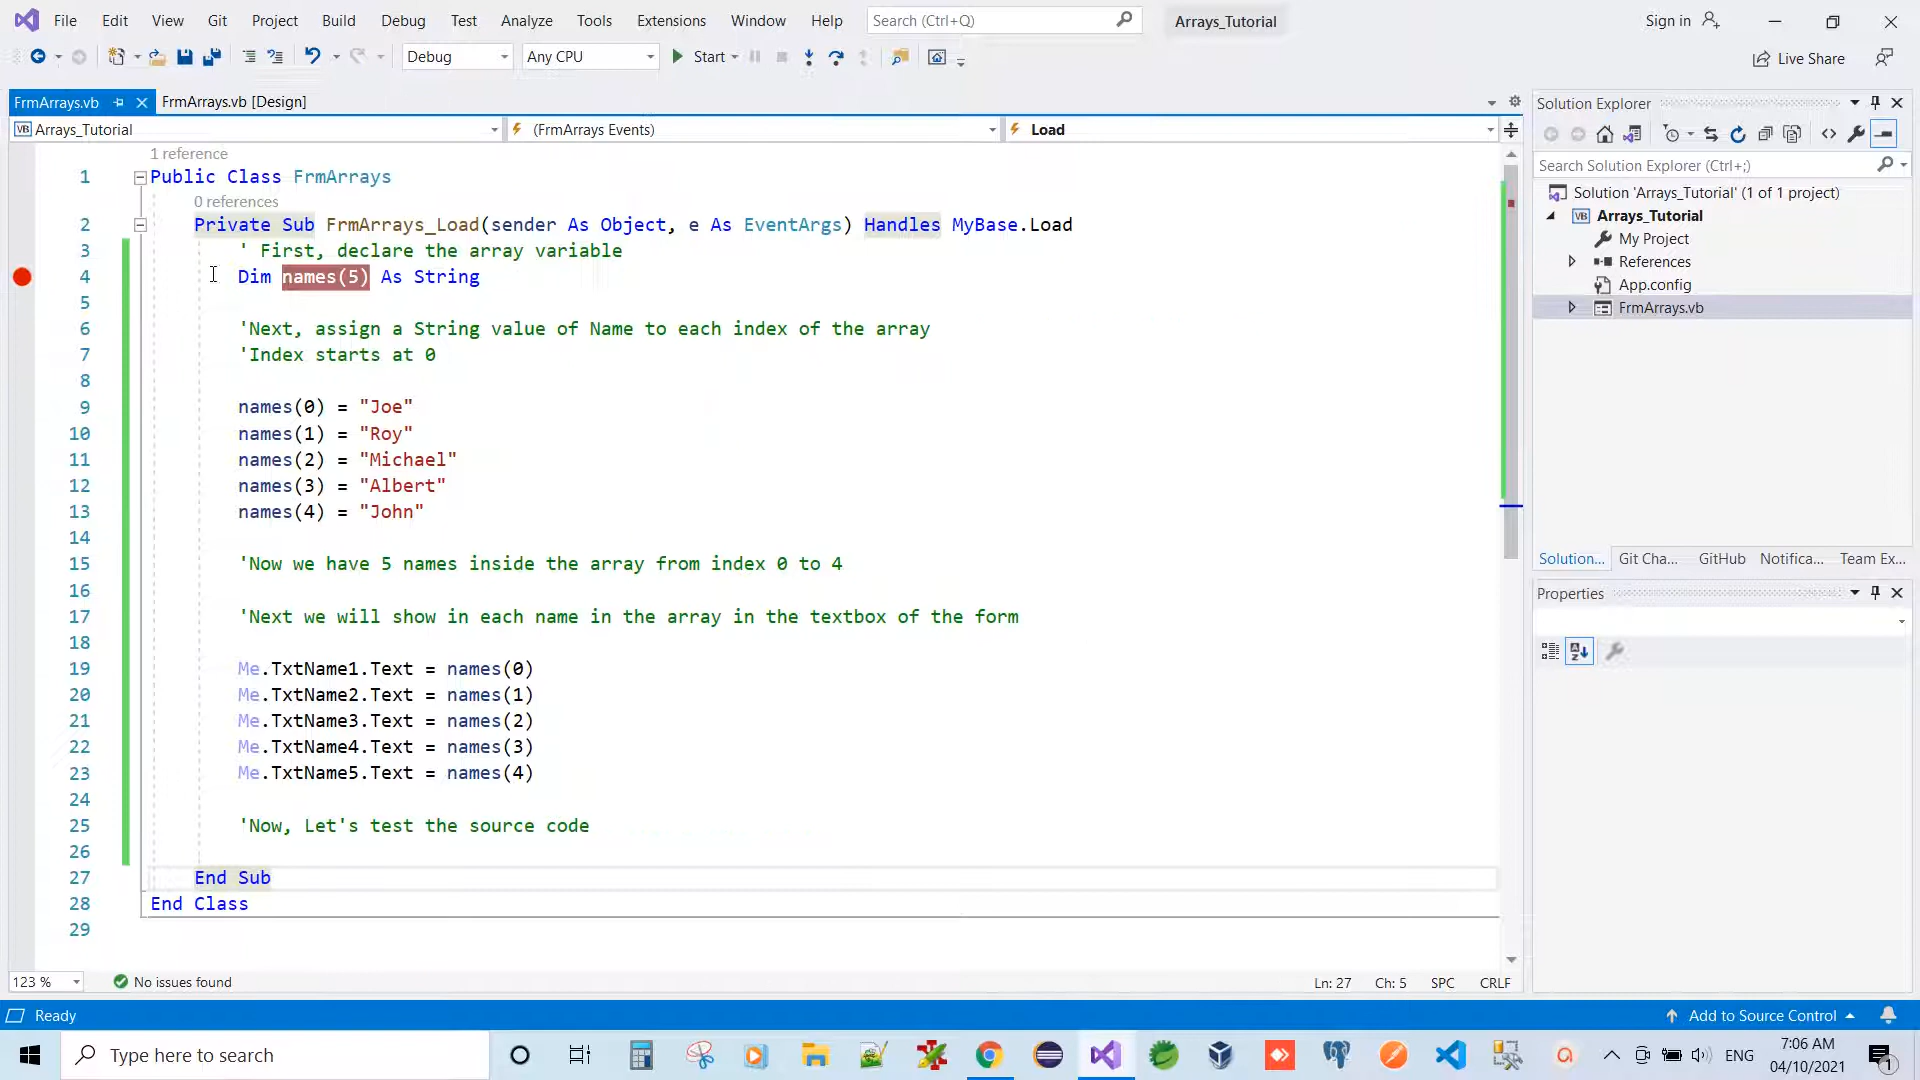 File Edit View Git Project Build Debug Test Analyze Tools Extensions Window Help Search (Ctrl+Q) Arrays_Tutorial Sign in
Debug Any CPU Start Live Share
FrmArrays.vb FrmArrays.vb [Design]
VB Arrays_Tutorial (FrmArrays Events) Load
1 reference
1 Public Class FrmArrays
0 references
2 Private Sub FrmArrays_Load(sender As Object, e As EventArgs) Handles MyBase.Load
3 ' First, declare the array variable
4 Dim names(5) As String
5
6 'Next, assign a String value of Name to each index of the array
7 'Index starts at 0
8
9 names(0) = "Joe"
10 names(1) = "Roy"
11 names(2) = "Michael"
12 names(3) = "Albert"
13 names(4) = "John"
14
15 'Now we have 5 names inside the array from index 0 to 4
16
17 'Next we will show in each name in the array in the textbox of the form
18
19 Me.TxtName1.Text = names(0)
20 Me.TxtName2.Text = names(1)
21 Me.TxtName3.Text = names(2)
22 Me.TxtName4.Text = names(3)
23 Me.TxtName5.Text = names(4)
24
25 'Now, Let's test the source code
26
27 End Sub
28 End Class
29
123 % No issues found Ln: 27 Ch: 5 SPC CRLF
Solution Explorer
Search Solution Explorer (Ctrl+;)
Solution 'Arrays_Tutorial' (1 of 1 project)
VB Arrays_Tutorial
My Project
References
App.config
FrmArrays.vb
Solution... Git Cha... GitHub Notifica... Team Ex...
Properties
Ready Add to Source Control
Type here to search ENG 7:06 AM
04/10/2021
1